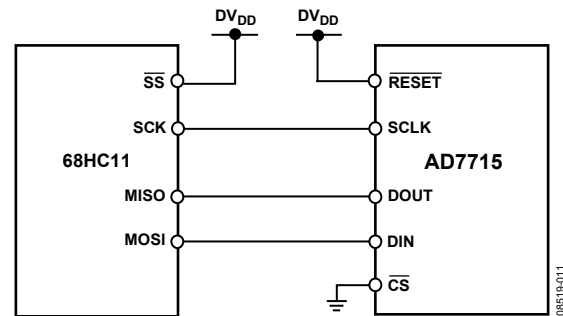 DVDD DVDD
SS RESET
SCK SCLK
68HC11 AD7715
MISO DOUT
MOSI DIN
CS
08519-011